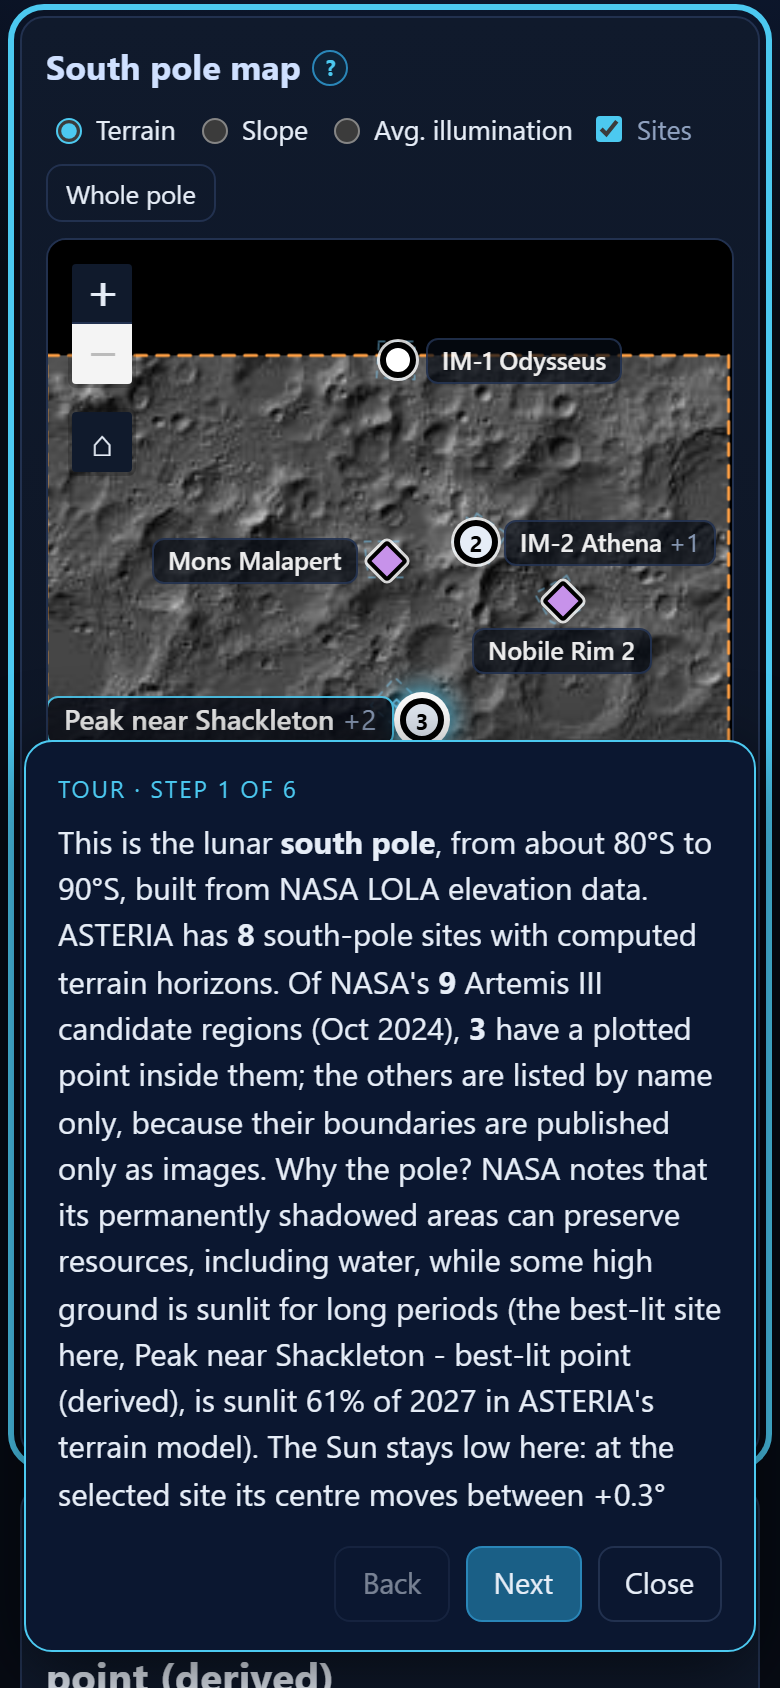 South pole map ?
Terrain Slope Avg. illumination Sites
Whole pole
+
−
⌂
IM-1 Odysseus
2 IM-2 Athena +1
Mons Malapert
Nobile Rim 2
Peak near Shackleton +2 3
TOUR · STEP 1 OF 6
This is the lunar south pole, from about 80°S to
90°S, built from NASA LOLA elevation data.
ASTERIA has 8 south-pole sites with computed
terrain horizons. Of NASA's 9 Artemis III
candidate regions (Oct 2024), 3 have a plotted
point inside them; the others are listed by name
only, because their boundaries are published
only as images. Why the pole? NASA notes that
its permanently shadowed areas can preserve
resources, including water, while some high
ground is sunlit for long periods (the best-lit site
here, Peak near Shackleton - best-lit point
(derived), is sunlit 61% of 2027 in ASTERIA's
terrain model). The Sun stays low here: at the
selected site its centre moves between +0.3°
Back Next Close
point (derived)